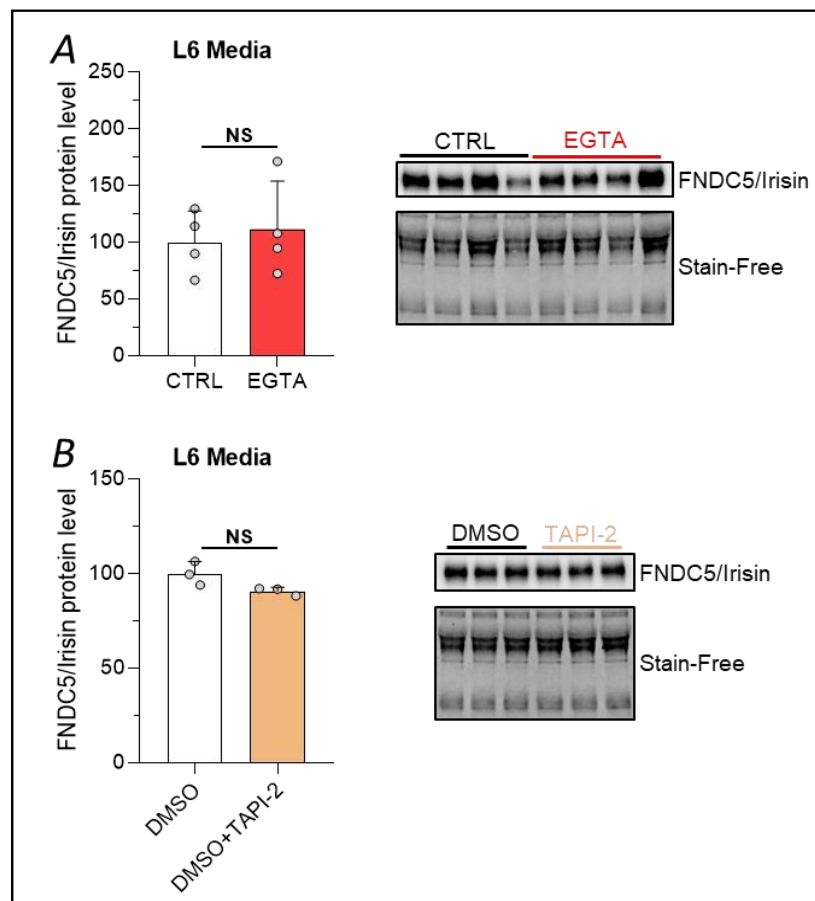 A
L6 Media
FNDC5/Irisin protein level
250
200
150
100
50
0
NS
CTRL
EGTA
CTRL
EGTA
FNDC5/Irisin
Stain-Free
B
L6 Media
FNDC5/Irisin protein level
150
100
50
0
NS
DMSO
DMSO+TAPI-2
DMSO
TAPI-2
FNDC5/Irisin
Stain-Free